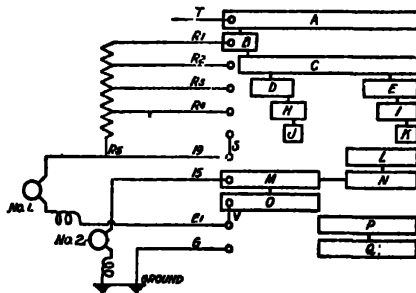 T A
R1 B
R2 C
R3 D E
R4 H I
J K
S
R5 19 L
15 M N
No.1
O
E1 V P
No.2
G Q
GROUND